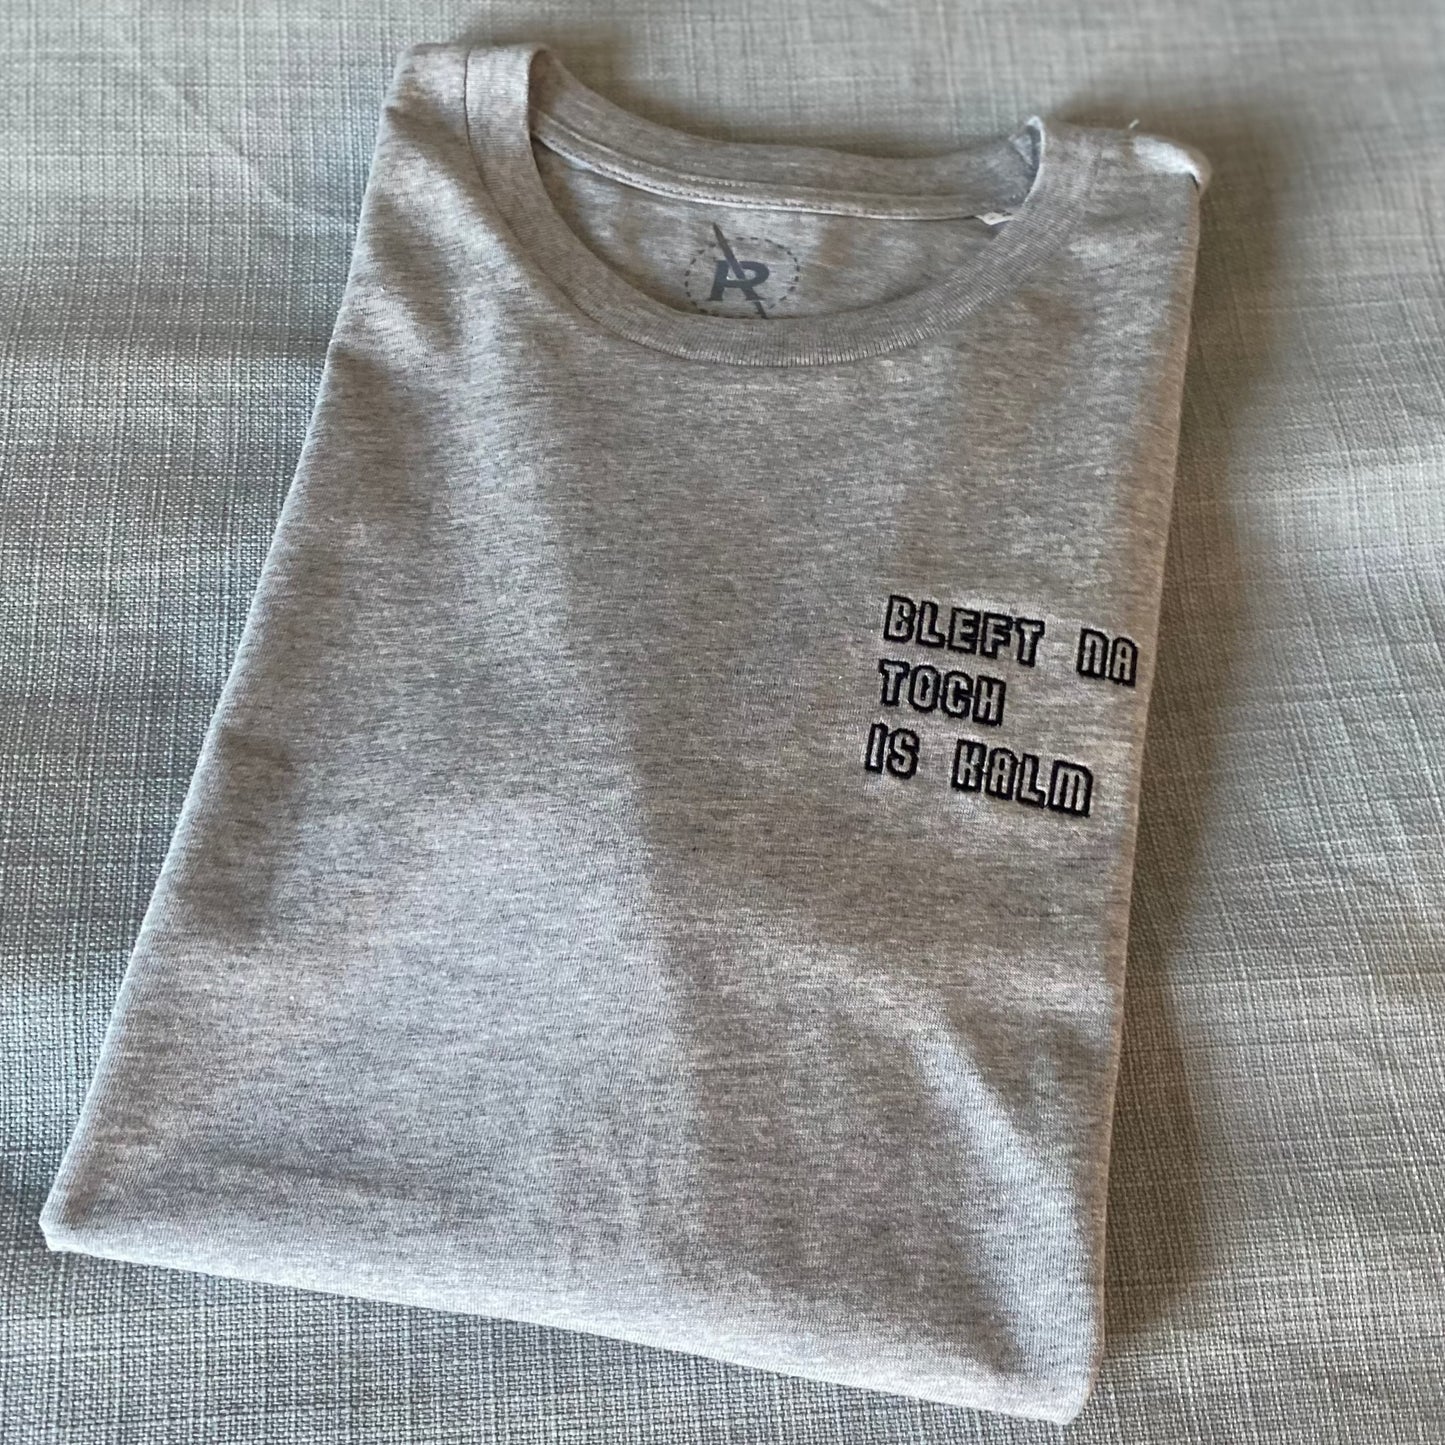 R
BLEFT NA
TOCH
IS KALM